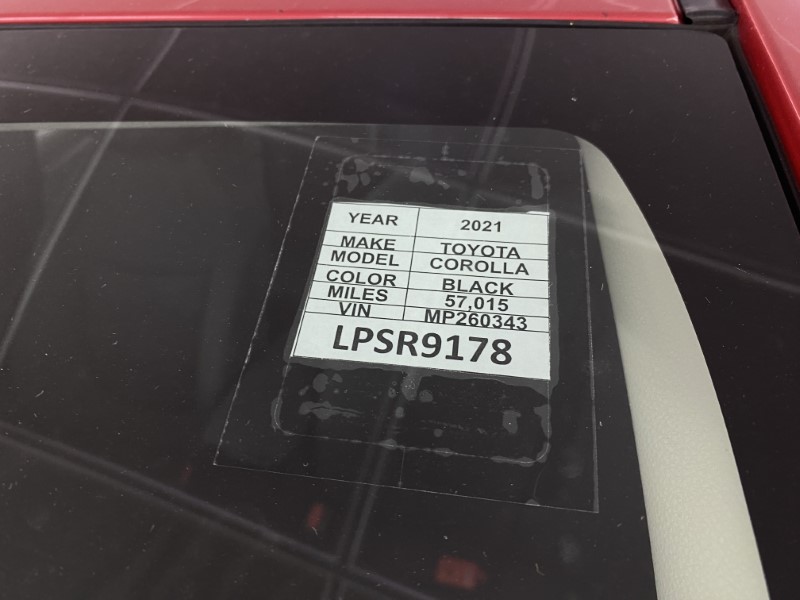 YEAR 2021
MAKE TOYOTA
MODEL COROLLA
COLOR BLACK
MILES 57,015
VIN MP260343
LPSR9178